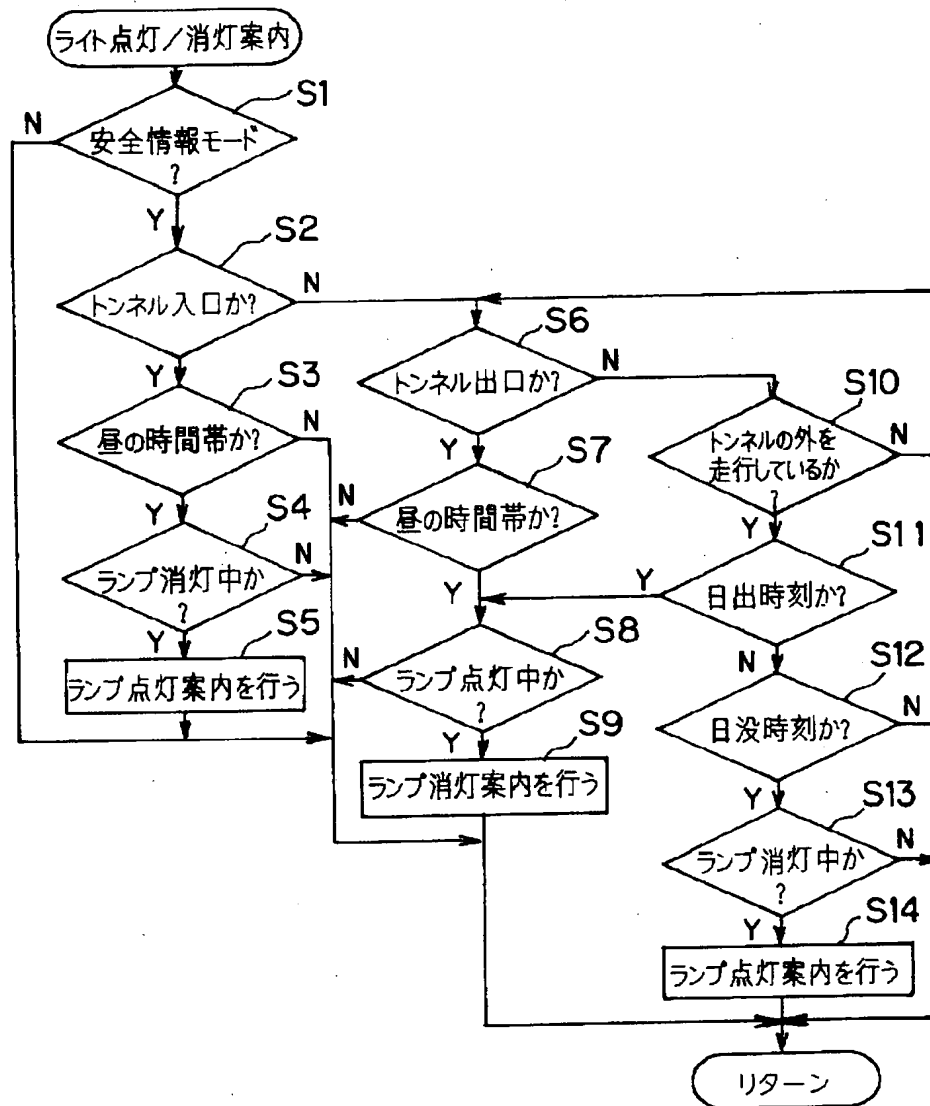 ライト点灯/消灯案内
S1
N
安全情報モード
?
Y
S2
トンネル入口か?
N
Y
S3
昼の時間帯か?
N
Y
S4
ランプ消灯中か
?
N
Y
S5
ランプ点灯案内を行う
S6
トンネル出口か?
N
Y
S7
昼の時間帯か?
N
Y
S8
ランプ点灯中か
?
N
Y
S9
ランプ消灯案内を行う
S10
トンネルの外を
走行しているか
?
N
Y
S11
日出時刻か?
Y
N
S12
日没時刻か?
N
Y
S13
ランプ消灯中か
?
N
Y
S14
ランプ点灯案内を行う
リターン